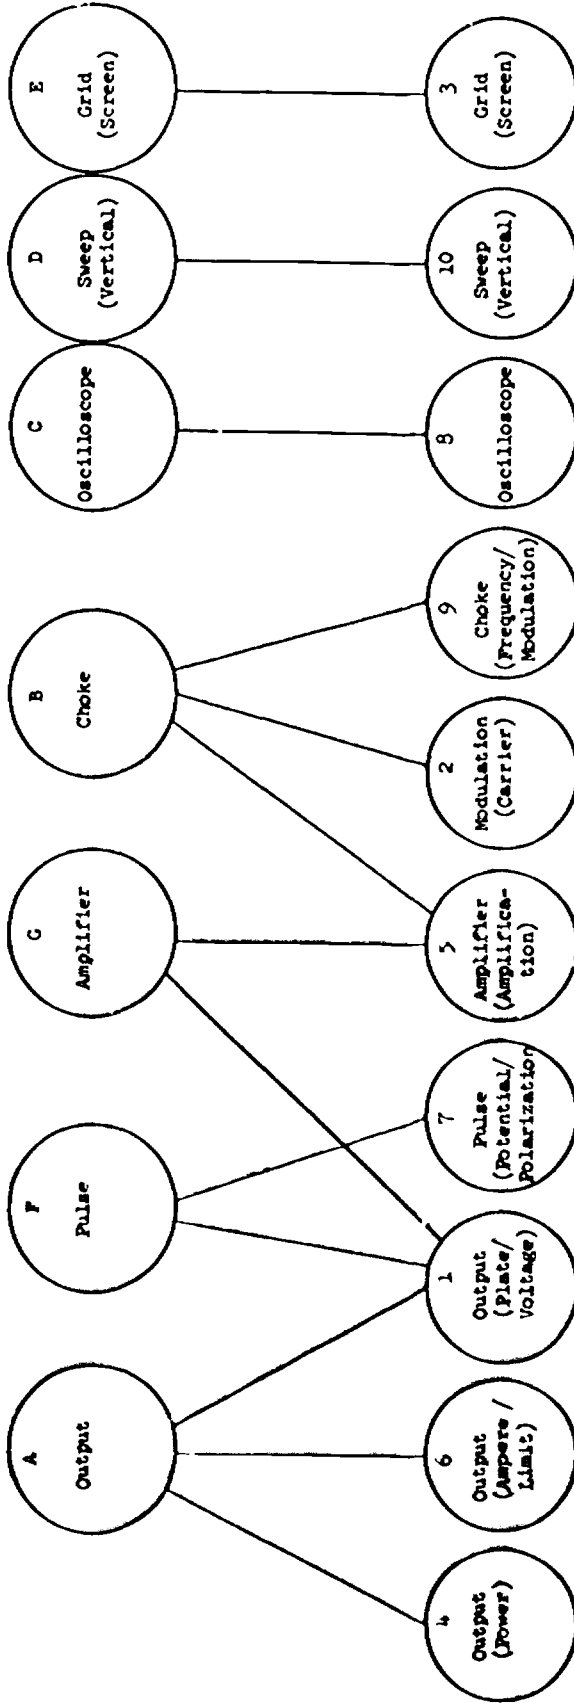 A
Output
F
Pulse
G
Amplifier
B
Choke
C
Oscilloscope
D
Sweep
(Vertical)
E
Grid
(Screen)
4
Output
(Power)
6
Output
(Ampere /
Limit)
1
Output
(Plate/
Voltage)
7
Pulse
(Potential/
Polarization
5
Amplifier
(Amplifica-
tion)
2
Modulation
(Carrier)
9
Choke
(Frequency/
Modulation)
8
Oscilloscope
10
Sweep
(Vertical)
3
Grid
(Screen)